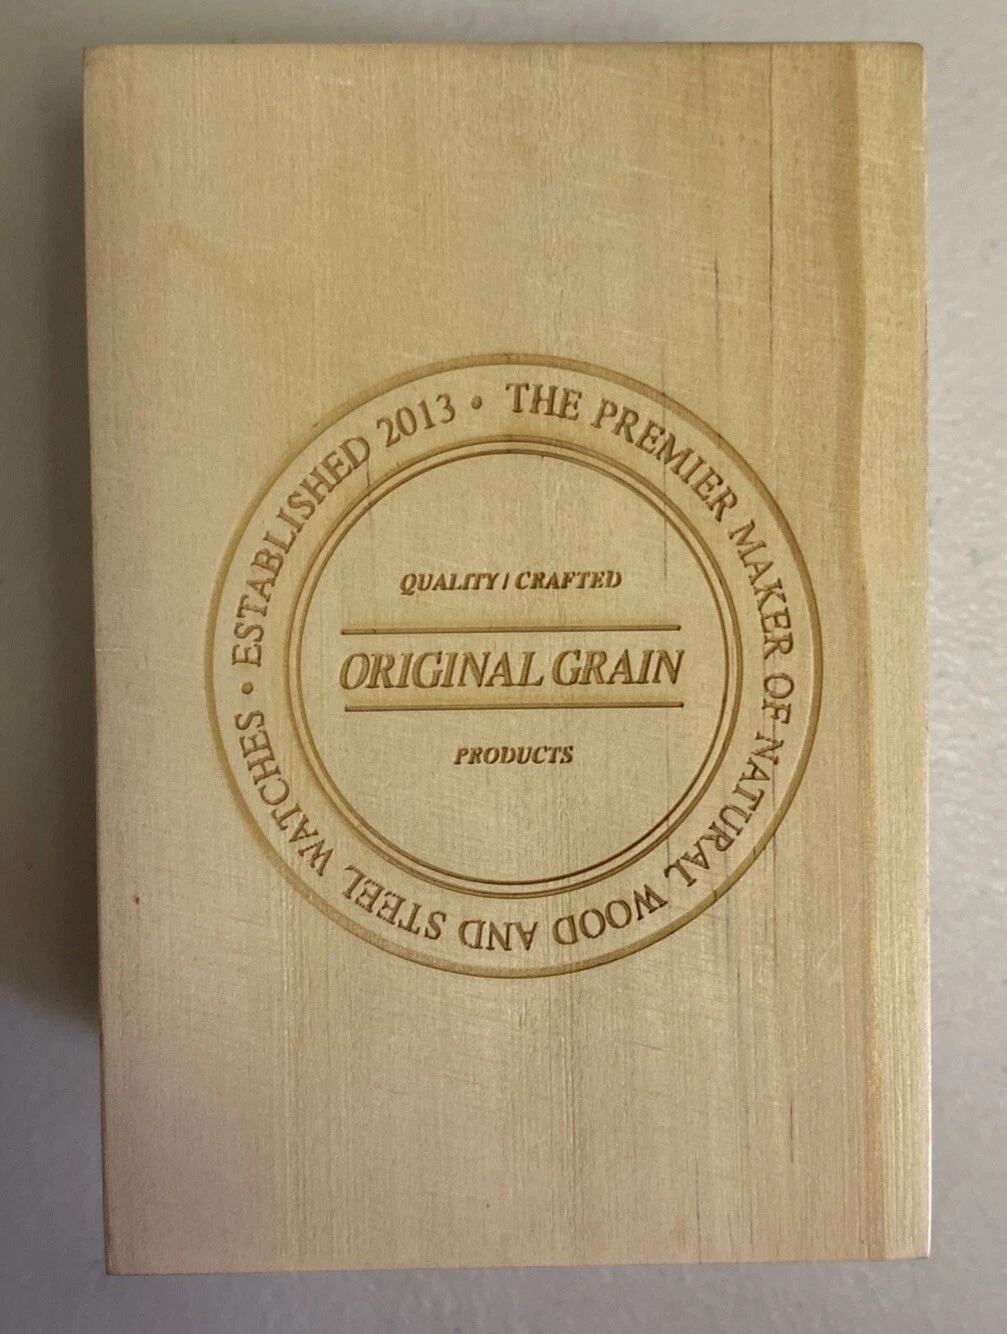 THE PREMIER MAKER OF NATURAL WOOD AND STEEL WATCHES • ESTABLISHED 2013 •
QUALITY / CRAFTED
ORIGINAL GRAIN
PRODUCTS